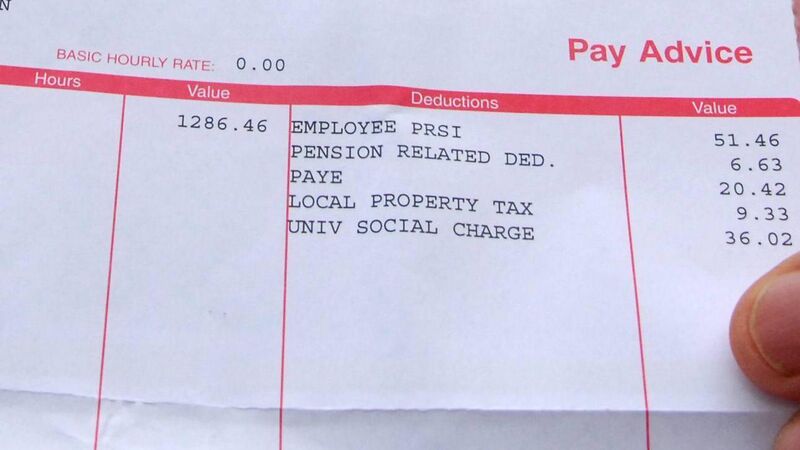 N
BASIC HOURLY RATE: 0.00
Pay Advice
Hours Value Deductions Value
1286.46 EMPLOYEE PRSI 51.46
PENSION RELATED DED. 6.63
PAYE 20.42
LOCAL PROPERTY TAX 9.33
UNIV SOCIAL CHARGE 36.02